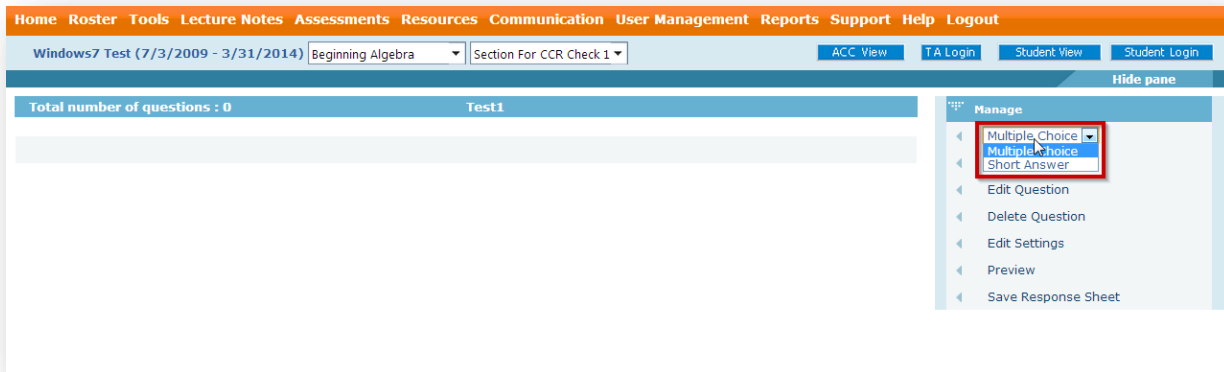 Home Roster Tools Lecture Notes Assessments Resources Communication User Management Reports Support Help Logout
Windows7 Test (7/3/2009 - 3/31/2014) Beginning Algebra Section For CCR Check 1 ACC View TA Login Student View Student Login
Hide pane
Total number of questions : 0 Test1
Manage
Multiple Choice
Multiple Choice
Short Answer
Edit Question
Delete Question
Edit Settings
Preview
Save Response Sheet